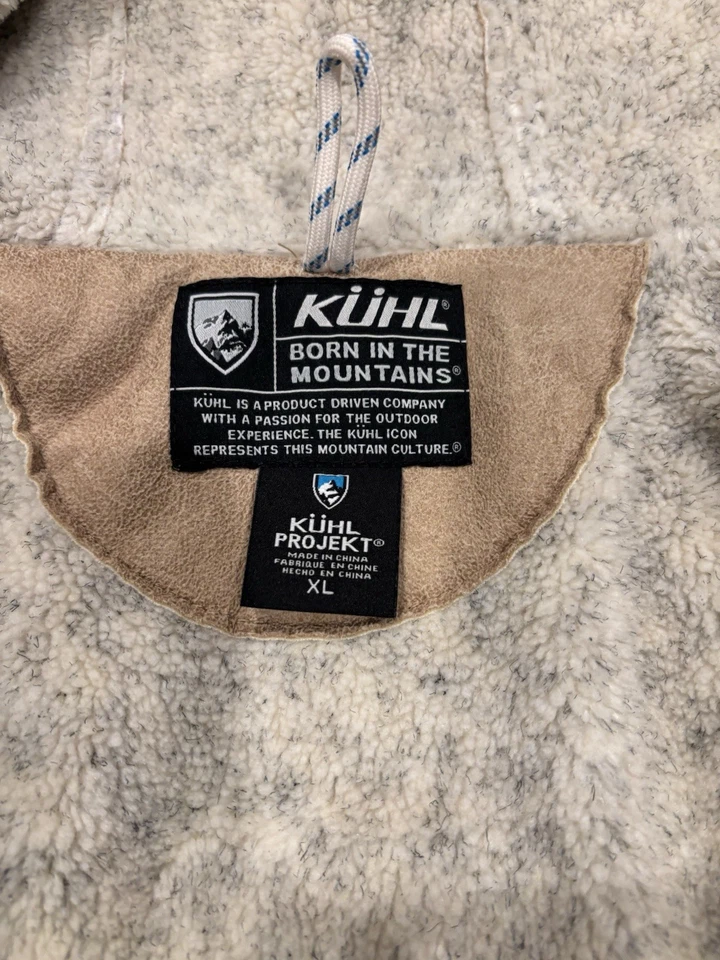 KÜHL®
BORN IN THE
MOUNTAINS®
KÜHL IS A PRODUCT DRIVEN COMPANY
WITH A PASSION FOR THE OUTDOOR
EXPERIENCE. THE KÜHL ICON
REPRESENTS THIS MOUNTAIN CULTURE.®
KÜHL
PROJEKT®
MADE IN CHINA
FABRIQUE EN CHINE
HECHO EN CHINA
XL